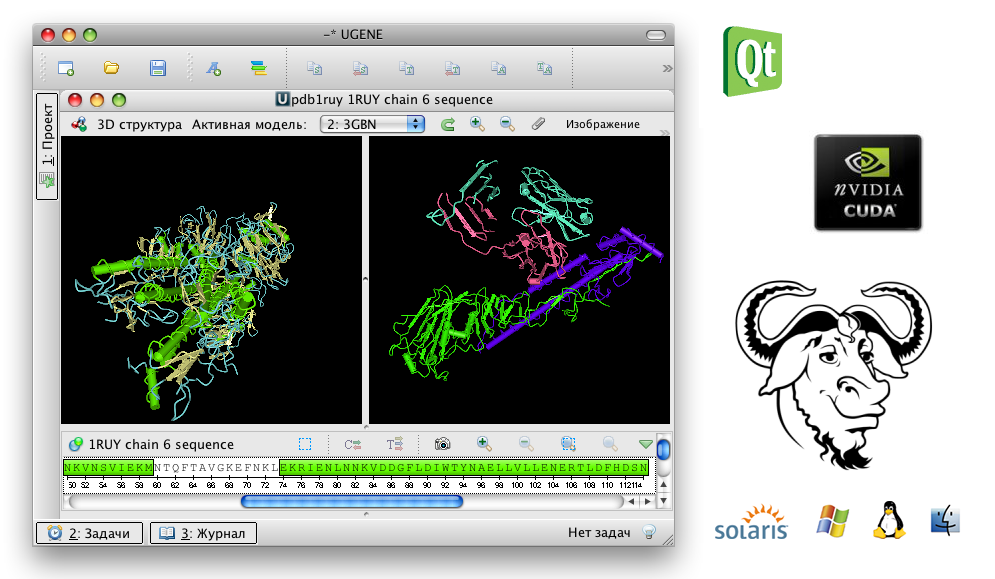 -* UGENE
pdb1ruy 1RUY chain 6 sequence
1: Проект
3D структура Активная модель: 2: 3GBN Изображение
1RUY chain 6 sequence
NKVNSVIEKMNTQFTAVGKEFNKLEKRIENLNNKVDDGFLDIWTYNAELLVLLENERTLDFHDSN
50 52 54 56 58 60 62 64 66 68 70 72 74 76 78 80 82 84 86 88 90 92 94 96 98 100 102 104 106 108 110 112 114
2: Задачи 3: Журнал Нет задач
Qt
nVIDIA
CUDA
solaris